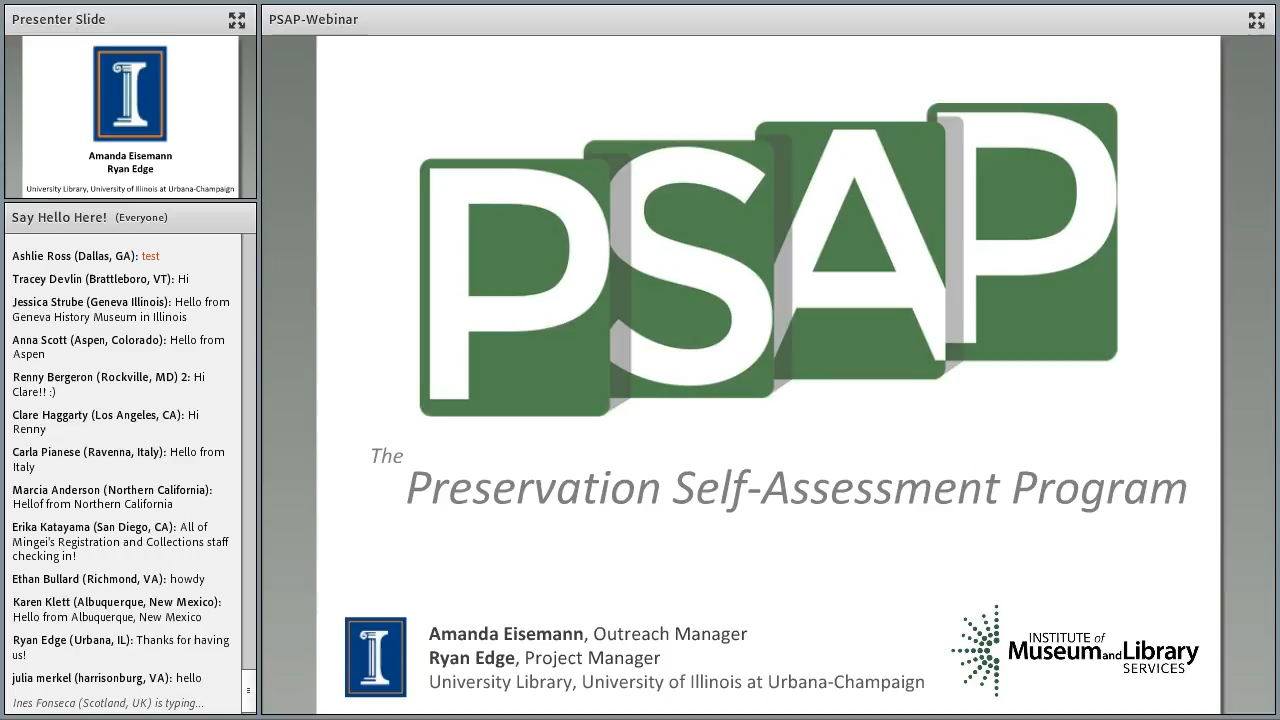 Presenter Slide
I
Amanda Eisemann
Ryan Edge
University Library, University of Illinois at Urbana-Champaign
Say Hello Here! (Everyone)
Ashlie Ross (Dallas, GA): test
Tracey Devlin (Brattleboro, VT): Hi
Jessica Strube (Geneva Illinois): Hello from
Geneva History Museum in Illinois
Anna Scott (Aspen, Colorado): Hello from
Aspen
Renny Bergeron (Rockville, MD) 2: Hi
Clare!! :)
Clare Haggarty (Los Angeles, CA): Hi
Renny
Carla Pianese (Ravenna, Italy): Hello from
Italy
Marcia Anderson (Northern California):
Hellof from Northern California
Erika Katayama (San Diego, CA): All of
Mingei's Registration and Collections staff
checking in!
Ethan Bullard (Richmond, VA): howdy
Karen Klett (Albuquerque, New Mexico):
Hello from Albuquerque, New Mexico
Ryan Edge (Urbana, IL): Thanks for having
us!
julia merkel (harrisonburg, VA): hello
Ines Fonseca (Scotland, UK) is typing...
PSAP-Webinar
PSAP
The
Preservation Self-Assessment Program
I
Amanda Eisemann, Outreach Manager
Ryan Edge, Project Manager
University Library, University of Illinois at Urbana-Champaign
INSTITUTE of
Museum and Library
SERVICES